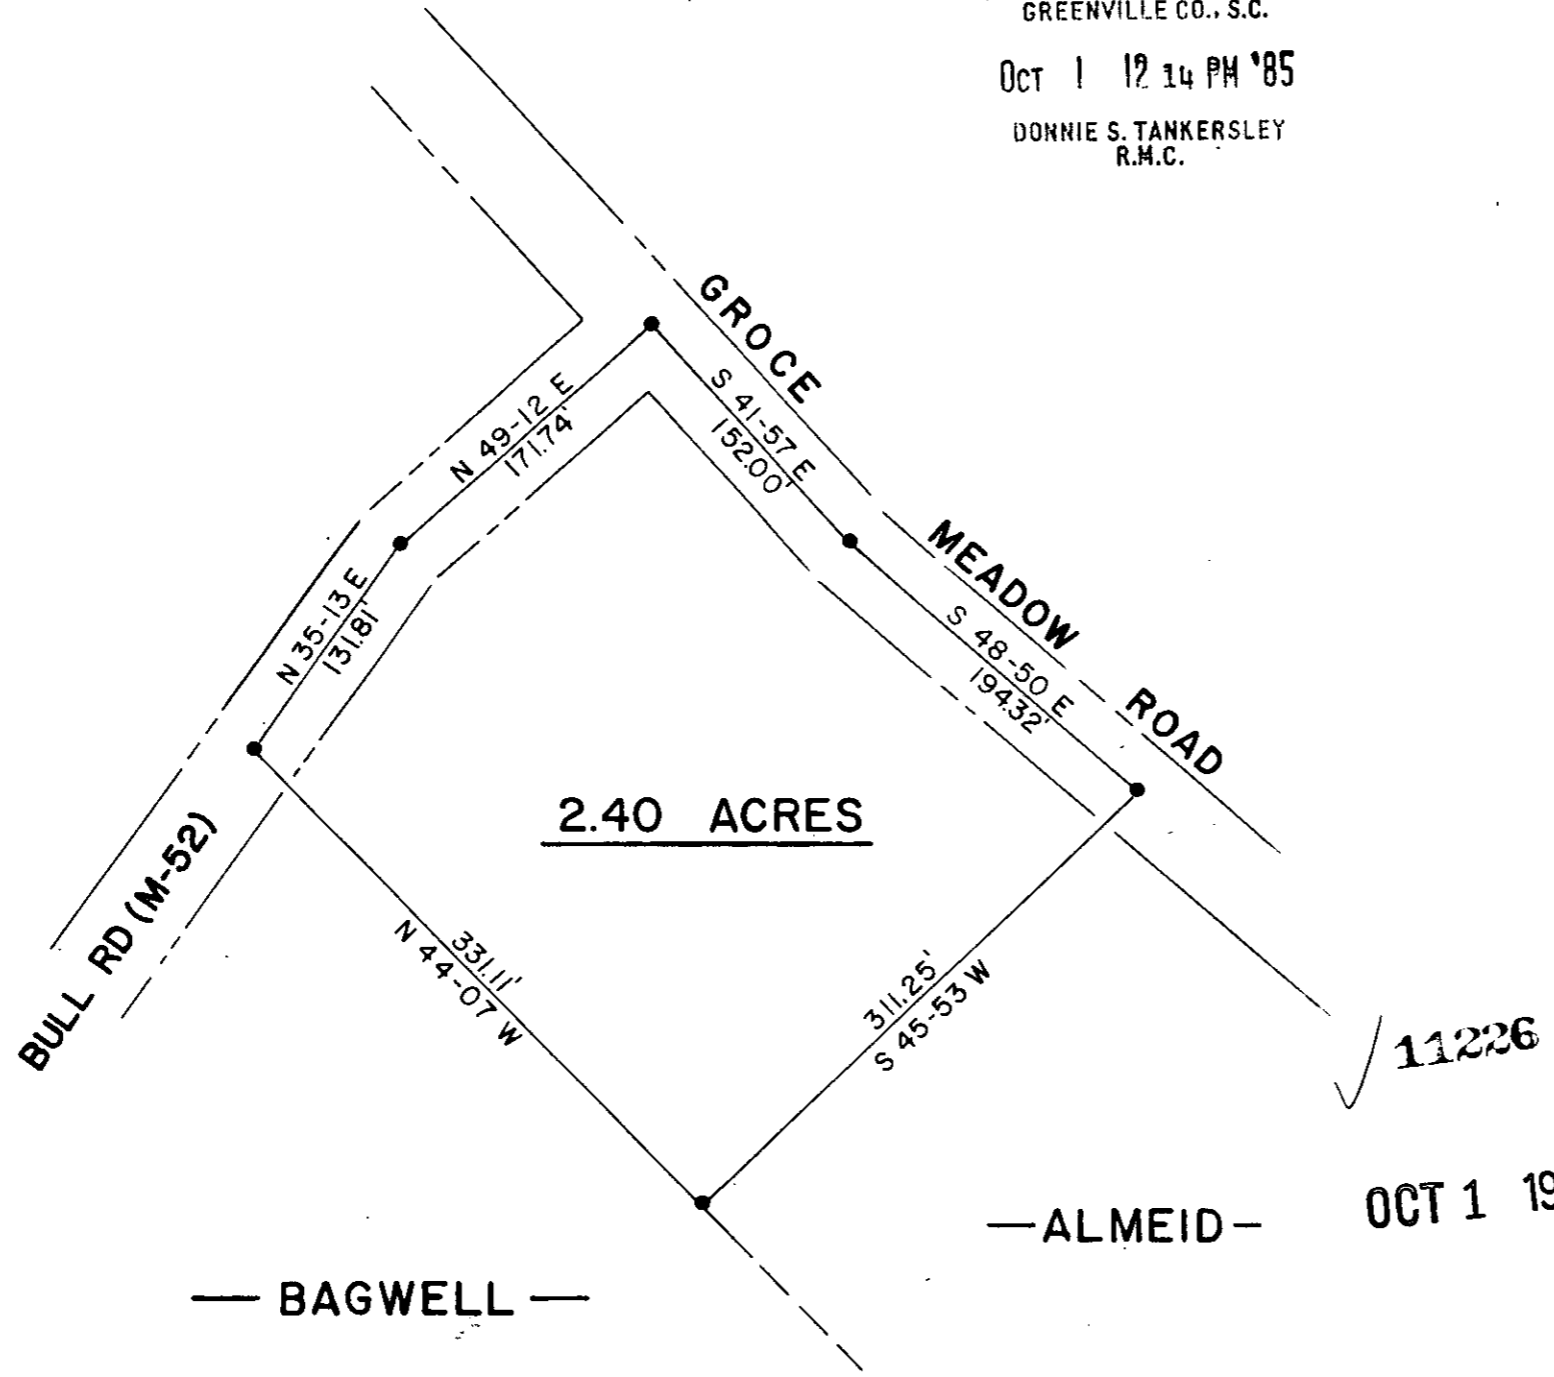 GREENVILLE CO., S.C.
OCT 1 12 14 PM '85
DONNIE S. TANKERSLEY
R.M.C.
GROCE MEADOW ROAD
N 49-12 E
171.74'
S 41-57 E
152.00'
N 35-13 E
131.81'
S 48-50 E
194.32'
2.40 ACRES
BULL RD (M-52)
331.11'
N 44-07 W
311.25'
S 45-53 W
11226
—ALMEID—
OCT 1 19
— BAGWELL —